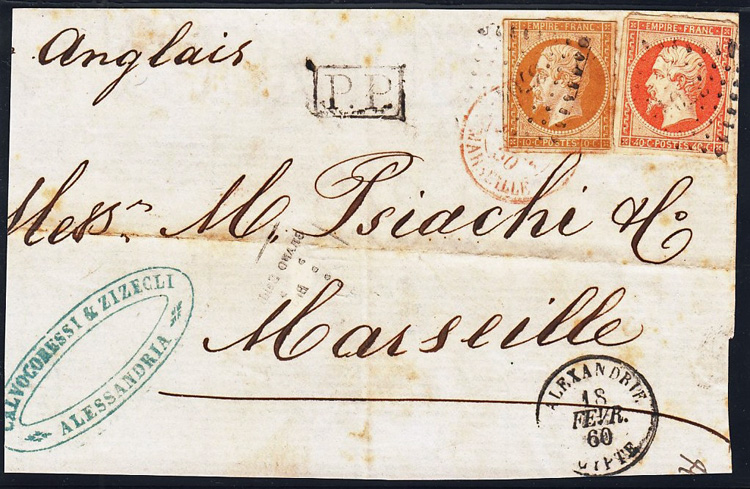 Anglais
P.P.
EMPIRE FRANC.
10 C. POSTES 10 C.
EMPIRE FRANC.
40 C. POSTES 40 C.
MARSEILLE
Mess.rs M. Psiachi & Co
Marseille
CALVOCORESSI & ZIZECLI
ALESSANDRIA
ALEXANDRIE
18
FEVR.
60
EGYPTE